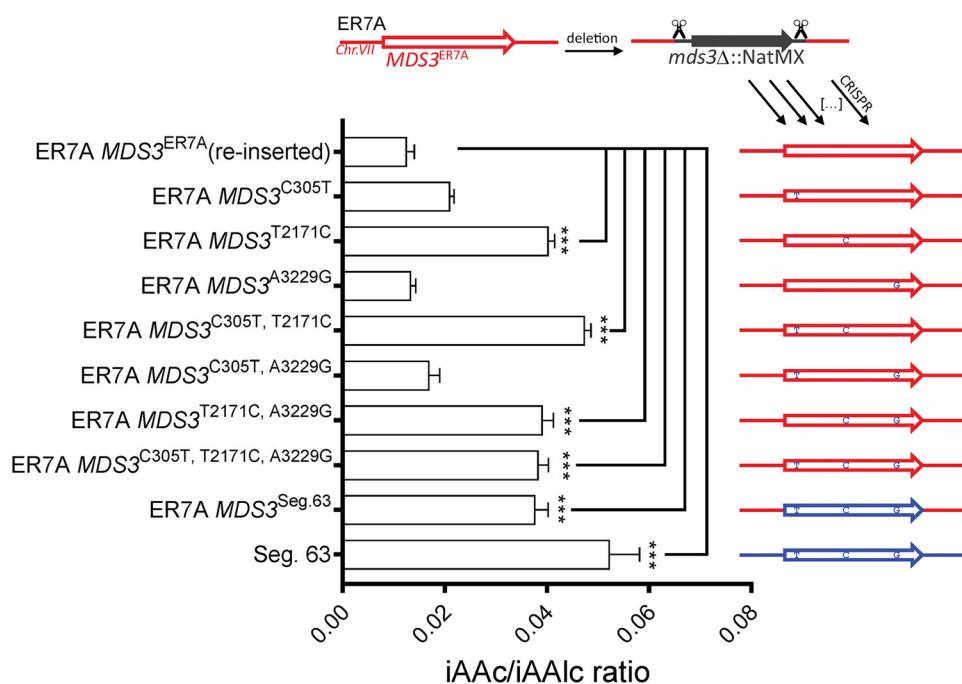 ER7A
Chr.VII
MDS3ER7A
deletion
mds3Δ::NatMX
[...]
CRISPR
ER7A MDS3ER7A(re-inserted)
ER7A MDS3C305T
T
ER7A MDS3T2171C
***
C
ER7A MDS3A3229G
G
ER7A MDS3C305T, T2171C
***
T C
ER7A MDS3C305T, A3229G
T G
ER7A MDS3T2171C, A3229G
***
C G
ER7A MDS3C305T, T2171C, A3229G
***
T C G
ER7A MDS3Seg.63
***
T C G
Seg. 63
***
T C G
0.00 0.02 0.04 0.06 0.08
iAAc/iAAlc ratio